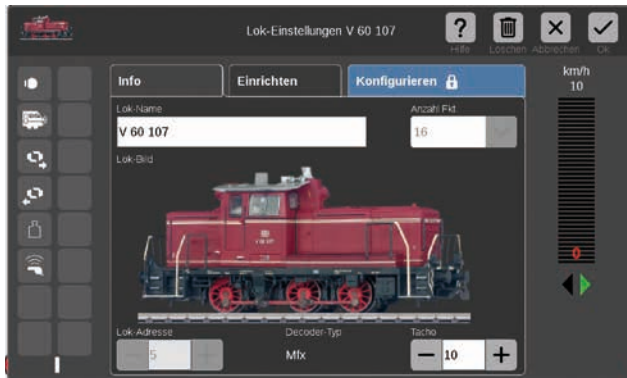 Lok-Einstellungen V 60 107
?
Hilfe
Löschen
Abbrechen
Ok
Info
Einrichten
Konfigurieren
km/h
10
Lok-Name
Anzahl Fkt.
V 60 107
16
Lok-Bild
0
Lok-Adresse
Decoder-Typ
Tacho
5
Mfx
10